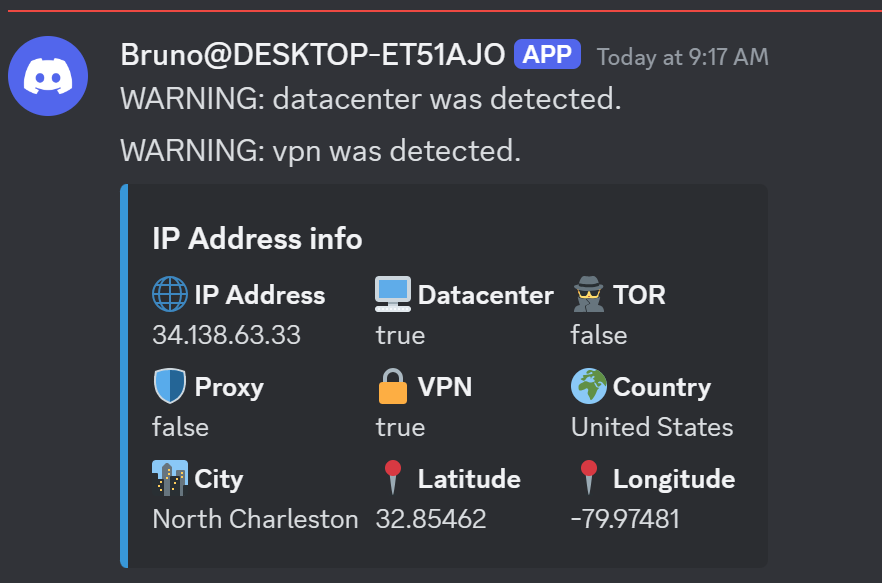 Bruno@DESKTOP-ET51AJO APP Today at 9:17 AM
WARNING: datacenter was detected.
WARNING: vpn was detected.
IP Address info
IP Address Datacenter TOR
34.138.63.33 true false
Proxy VPN Country
false true United States
City Latitude Longitude
North Charleston 32.85462 -79.97481